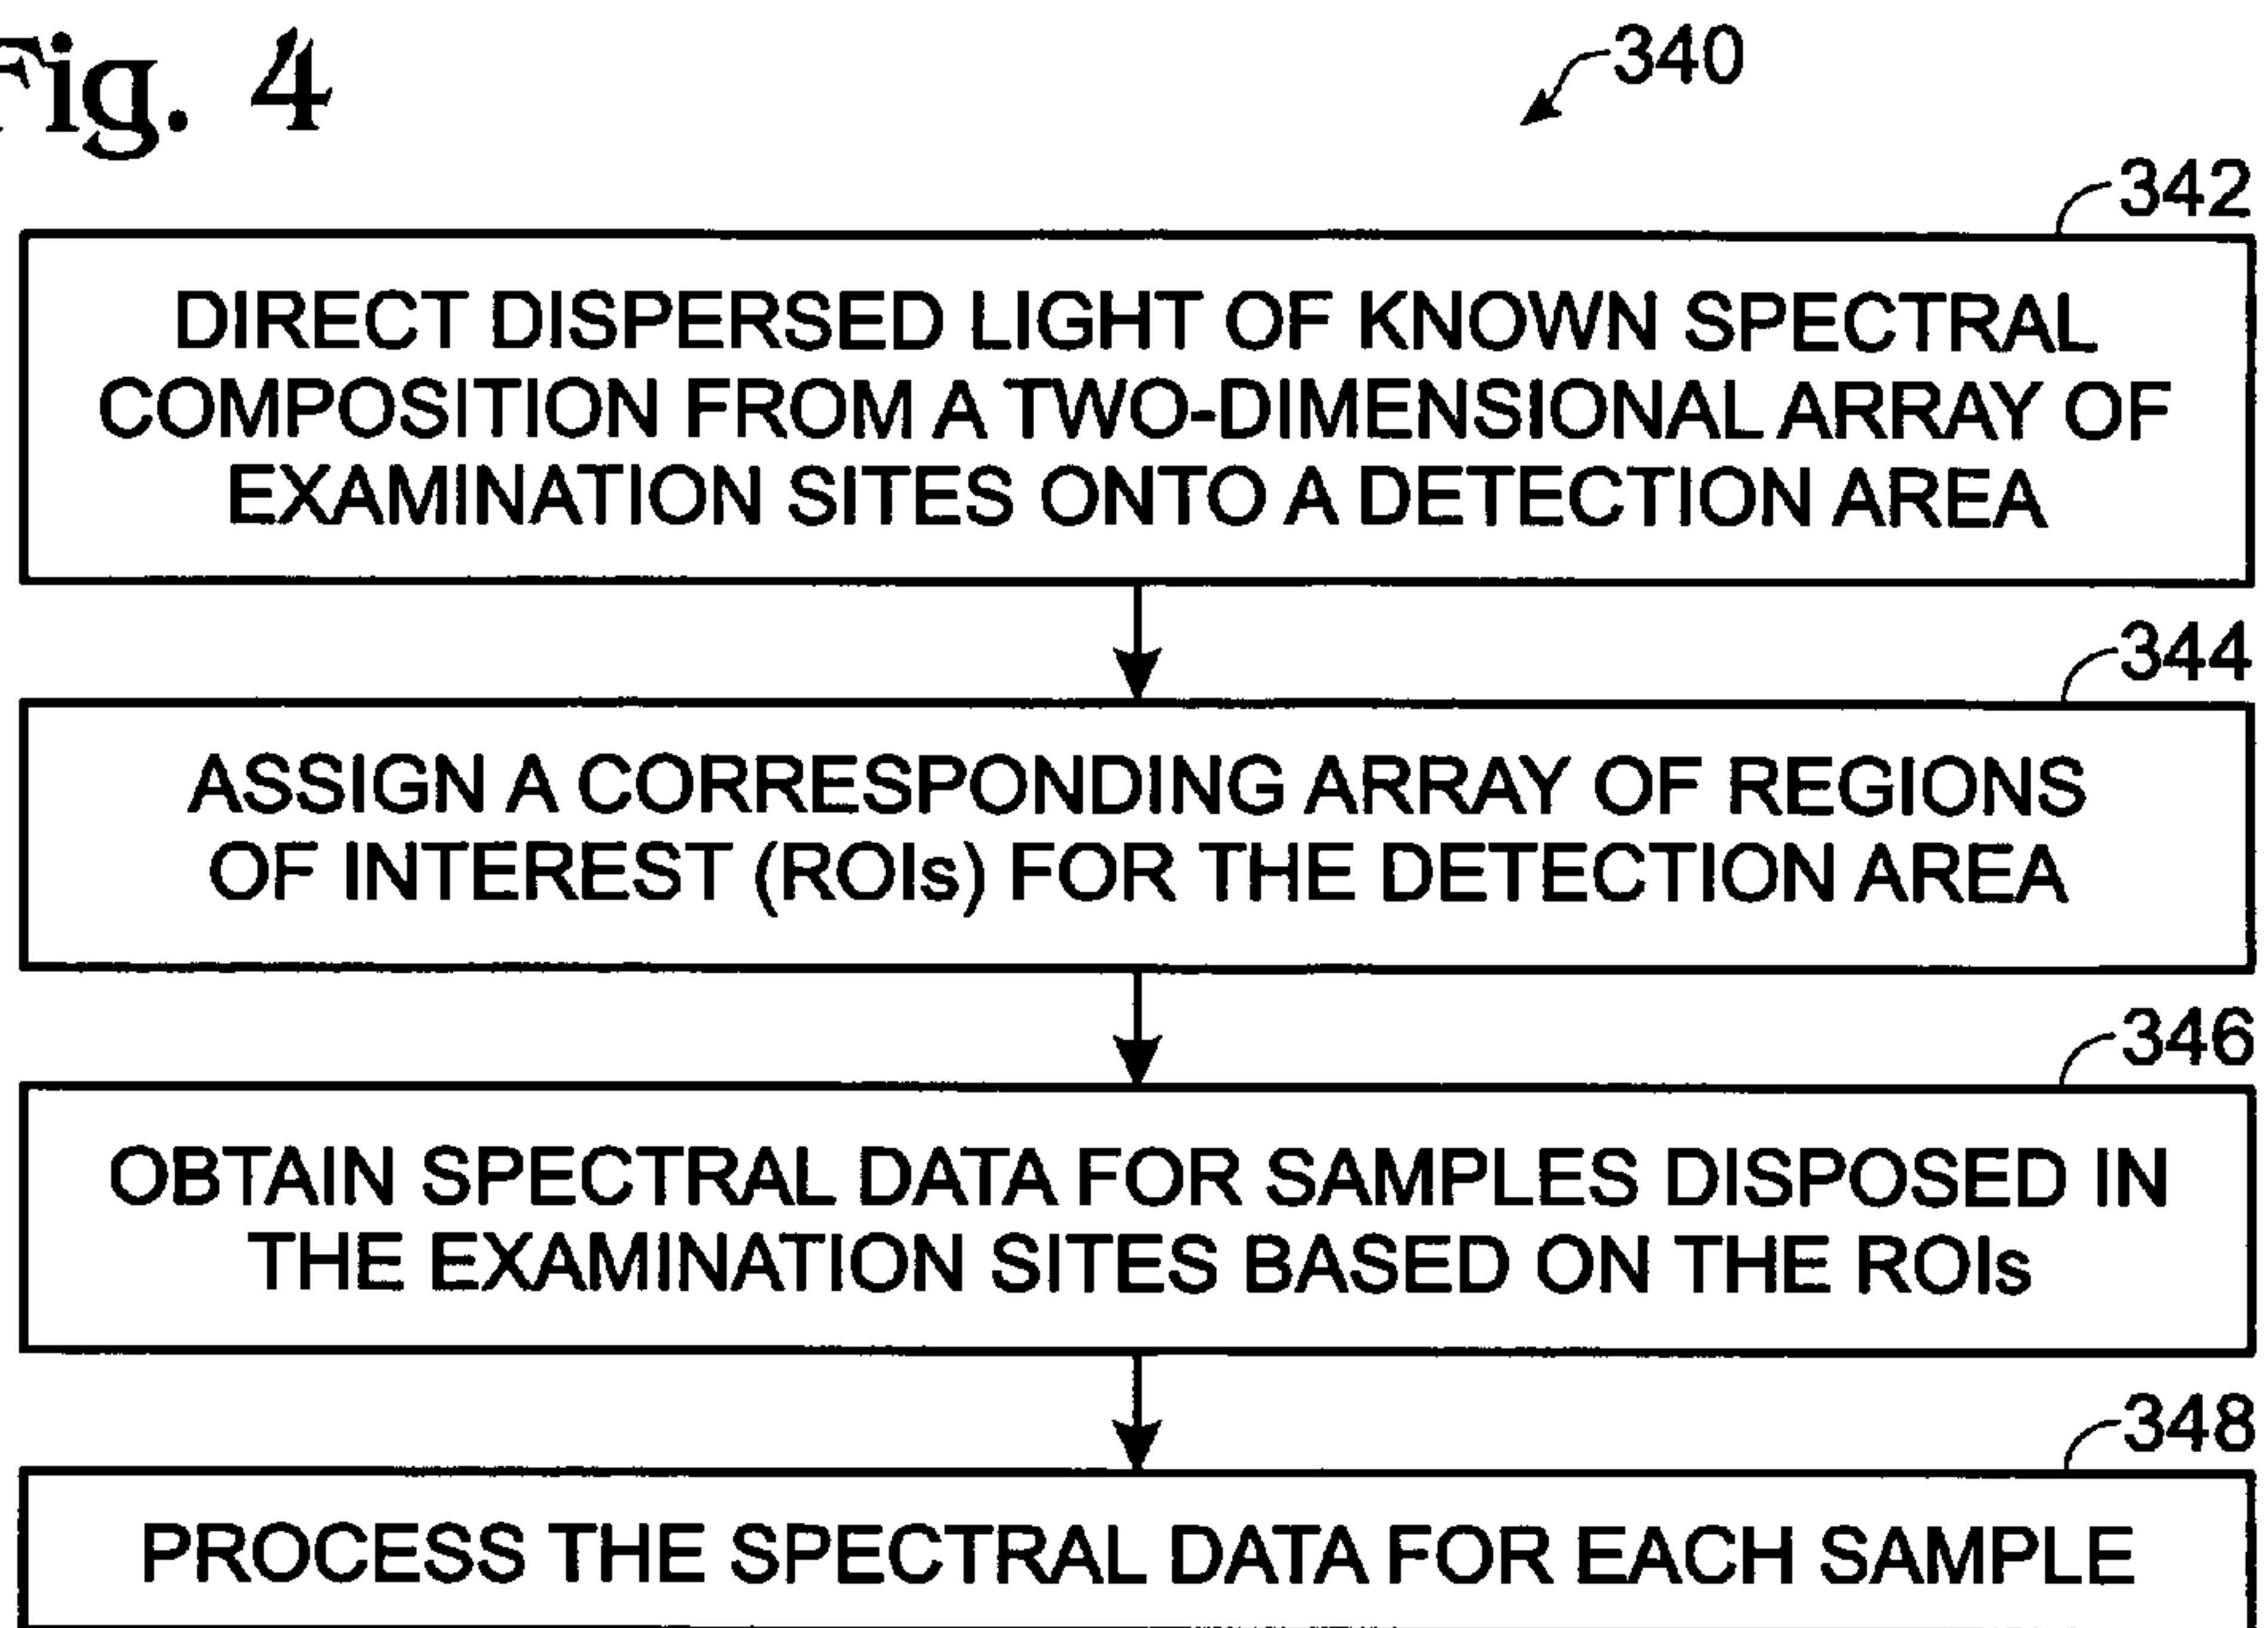 Fig. 4
340
342
DIRECT DISPERSED LIGHT OF KNOWN SPECTRAL
COMPOSITION FROM A TWO-DIMENSIONAL ARRAY OF
EXAMINATION SITES ONTO A DETECTION AREA
344
ASSIGN A CORRESPONDING ARRAY OF REGIONS
OF INTEREST (ROIs) FOR THE DETECTION AREA
346
OBTAIN SPECTRAL DATA FOR SAMPLES DISPOSED IN
THE EXAMINATION SITES BASED ON THE ROIs
348
PROCESS THE SPECTRAL DATA FOR EACH SAMPLE